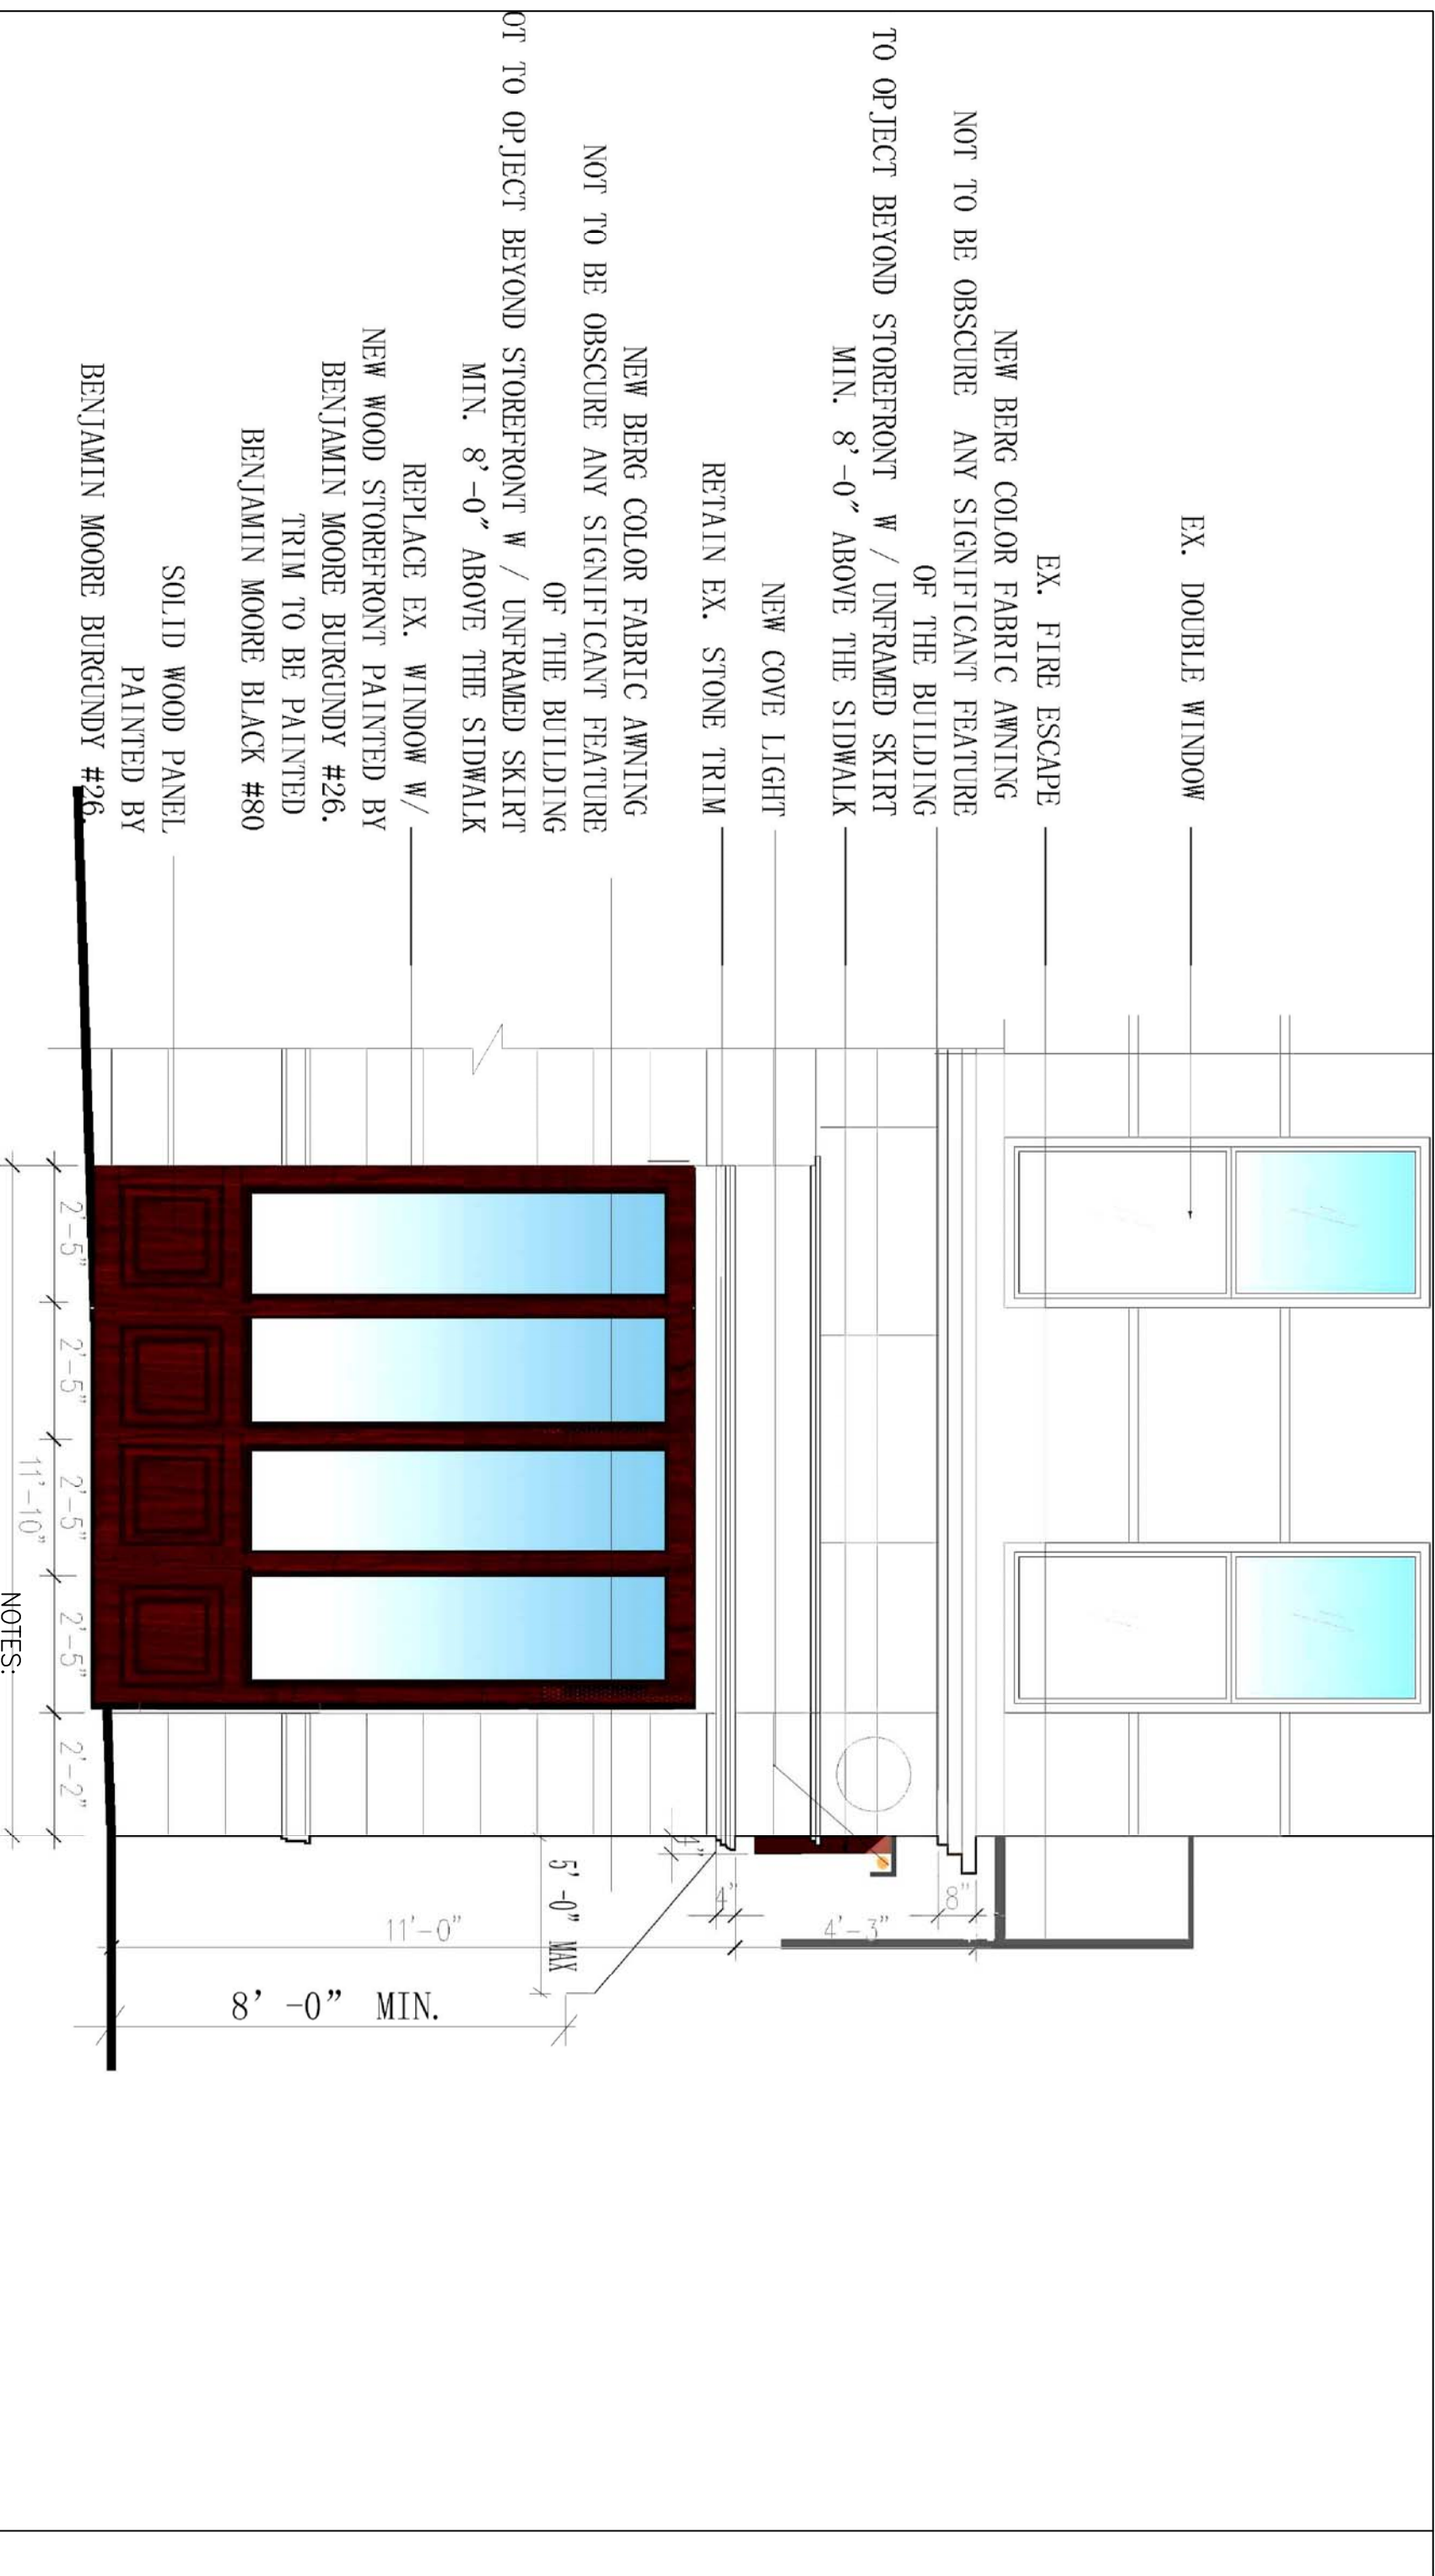 EX. DOUBLE WINDOW
EX. FIRE ESCAPE
NEW BERG COLOR FABRIC AWNING
NOT TO BE OBSCURE ANY SIGNIFICANT FEATURE
OF THE BUILDING
TO OPJECT BEYOND STOREFRONT W / UNFRAMED SKIRT
MIN. 8'-0" ABOVE THE SIDWALK
NEW COVE LIGHT
RETAIN EX. STONE TRIM
NEW BERG COLOR FABRIC AWNING
NOT TO BE OBSCURE ANY SIGNIFICANT FEATURE
OF THE BUILDING
OT TO OPJECT BEYOND STOREFRONT W / UNFRAMED SKIRT
MIN. 8'-0" ABOVE THE SIDWALK
REPLACE EX. WINDOW W/
NEW WOOD STOREFRONT PAINTED BY
BENJAMIN MOORE BURGUNDY #26.
TRIM TO BE PAINTED
BENJAMIN MOORE BLACK #80
SOLID WOOD PANEL
PAINTED BY
BENJAMIN MOORE BURGUNDY #26.
8"
4'-3"
4"
4"
5'-0" MAX
11'-0"
8'-0" MIN.
2'-5"
2'-5"
2'-5"
2'-5"
2'-2"
11'-10"
NOTES: